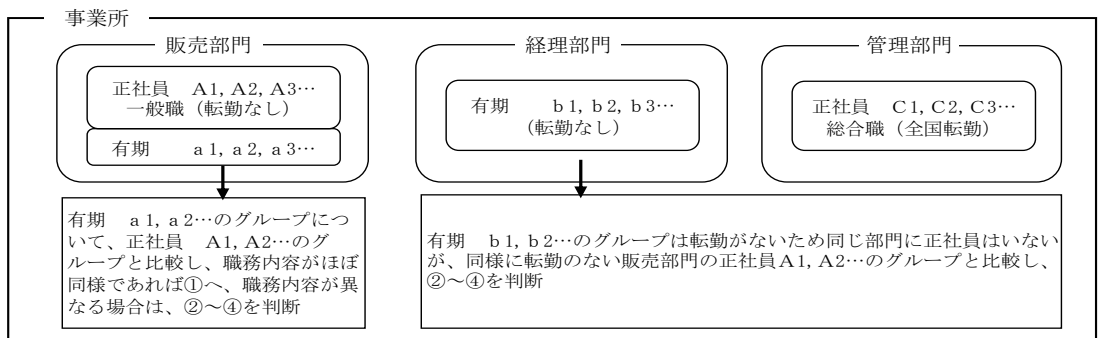 事業所
販売部門
正社員　Ａ1, Ａ2, Ａ3…
一般職（転勤なし）
有期　ａ1, ａ2, ａ3…
経理部門
有期　ｂ1, ｂ2, ｂ3…
（転勤なし）
管理部門
正社員　Ｃ1, Ｃ2, Ｃ3…
総合職（全国転勤）
有期　ａ1, ａ2…のグループにつ
いて、正社員　Ａ1, Ａ2…のグ
ループと比較し、職務内容がほぼ
同様であれば①へ、職務内容が異
なる場合は、②～④を判断
有期　ｂ1, ｂ2…のグループは転勤がないため同じ部門に正社員はいない
が、同様に転勤のない販売部門の正社員Ａ1, Ａ2…のグループと比較し、
②～④を判断